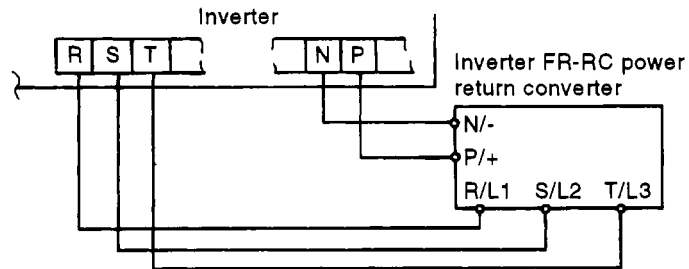 Inverter
R S T N P
Inverter FR-RC power
return converter
N/-
P/+
R/L1 S/L2 T/L3